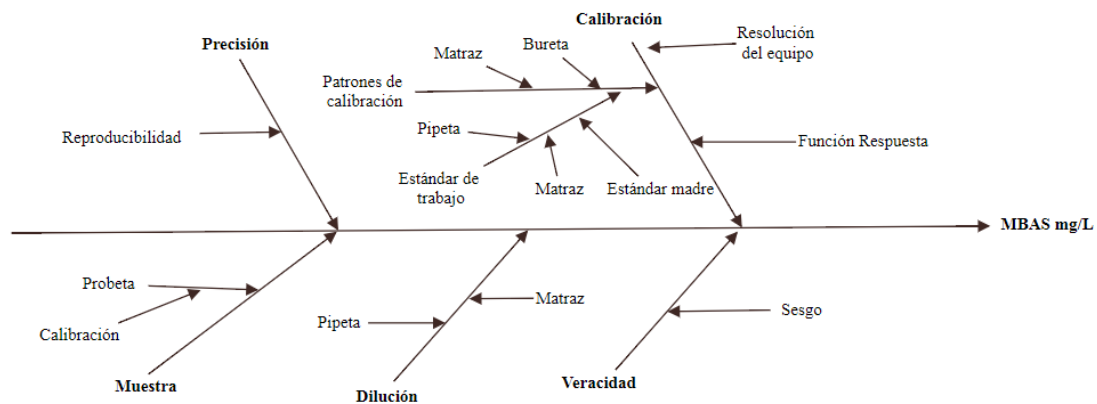 Calibración
Precisión
Resolución
del equipo
Bureta
Matraz
Patrones de
calibración
Reproducibilidad
Pipeta
Función Respuesta
Estándar de
trabajo
Matraz
Estándar madre
MBAS mg/L
Probeta
Matraz
Sesgo
Calibración
Pipeta
Muestra
Dilución
Veracidad